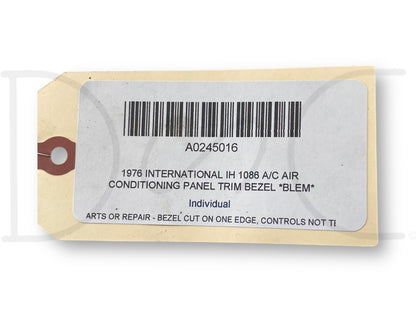 A0245016
1976 INTERNATIONAL IH 1086 A/C AIR
CONDITIONING PANEL TRIM BEZEL *BLEM*
Individual
ARTS OR REPAIR - BEZEL CUT ON ONE EDGE, CONTROLS NOT TE